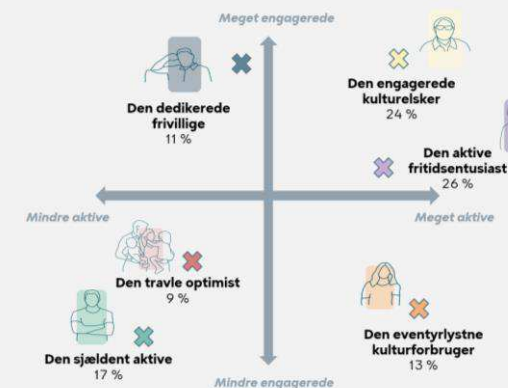 Meget engagerede
Den dedikerede
frivillige
11 %
Den engagerede
kulturelsker
24 %
Den aktive
fritidsentusiast
26 %
Mindre aktive
Meget aktive
Den travle optimist
9 %
Den sjældent aktive
17 %
Den eventyrlystne
kulturforbruger
13 %
Mindre engagerede